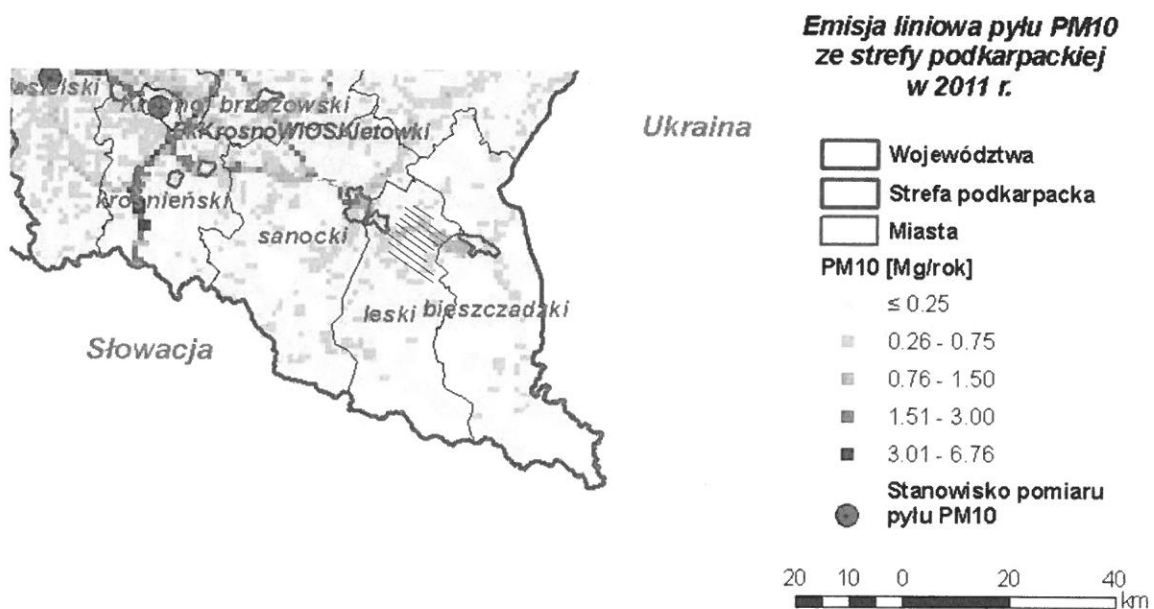 Emisja liniowa pyłu PM10
ze strefy podkarpackiej
w 2011 r.
Ukraina
Województwa
Strefa podkarpacka
Miasta
PM10 [Mg/rok]
≤ 0.25
0.26 - 0.75
0.76 - 1.50
1.51 - 3.00
3.01 - 6.76
Stanowisko pomiaru
pyłu PM10
20 10 0 20 40
km
asielski
brzozowski
krośnieński
sanocki
leski bieszczadzki
Słowacja